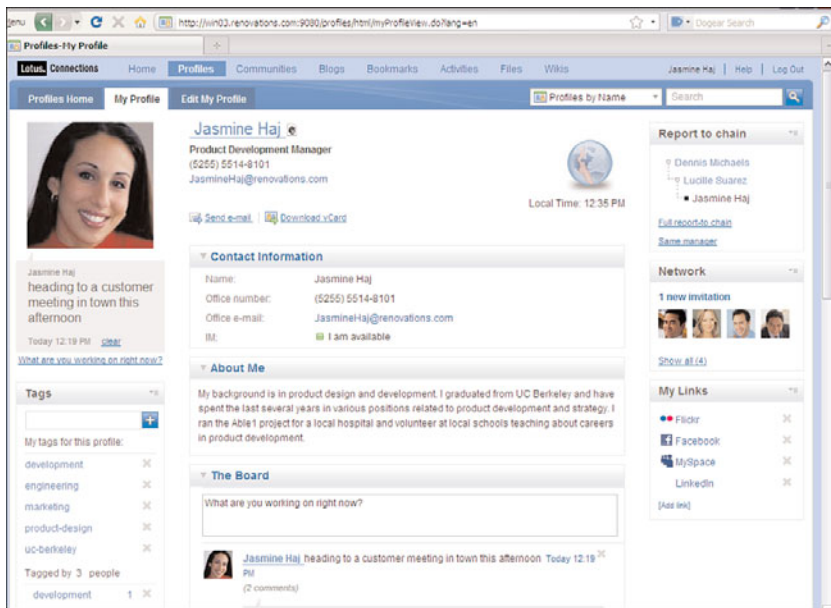 http://win03.renovations.com:9080/profiles/html/myProfileView.do?lang=en
Dogear Search
Profiles-My Profile
Lotus. Connections
Home
Profiles
Communities
Blogs
Bookmarks
Activities
Files
Wikis
Jasmine Haj | Help | Log Out
Profiles Home
My Profile
Edit My Profile
Profiles by Name
Search
Jasmine Haj
heading to a customer
meeting in town this
afternoon
Today 12:19 PM clear
What are you working on right now?
Tags
My tags for this profile:
development
engineering
marketing
product-design
uc-berkeley
Tagged by 3 people
development 1
Jasmine Haj
Product Development Manager
(5255) 5514-8101
JasmineHaj@renovations.com
Local Time: 12:35 PM
Send e-mail | Download vCard
Contact Information
Name: Jasmine Haj
Office number: (5255) 5514-8101
Office e-mail: JasmineHaj@renovations.com
IM: I am available
About Me
My background is in product design and development. I graduated from UC Berkeley and have
spent the last several years in various positions related to product development and strategy. I
ran the Able1 project for a local hospital and volunteer at local schools teaching about careers
in product development.
The Board
What are you working on right now?
Jasmine Haj heading to a customer meeting in town this afternoon Today 12:19
PM
(2 comments)
Report to chain
Dennis Michaels
Lucille Suarez
Jasmine Haj
Full report-to chain
Same manager
Network
1 new invitation
Show all (4)
My Links
Flickr
Facebook
MySpace
LinkedIn
[Add link]